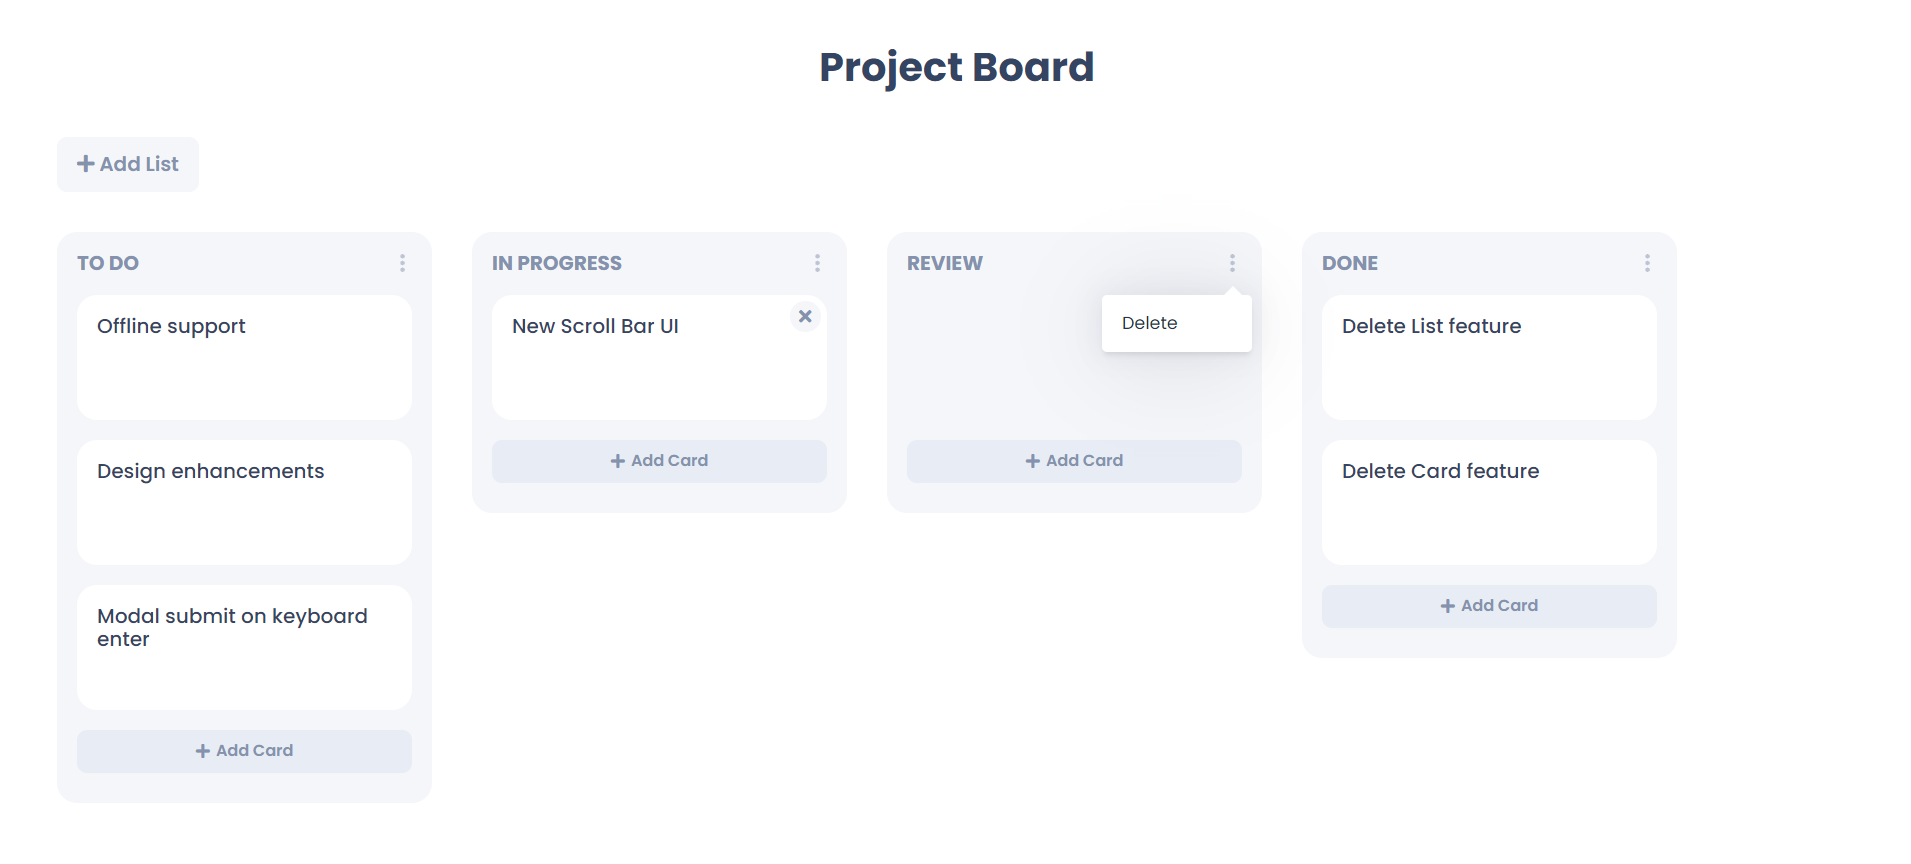 Project Board
Add List
TO DO
Offline support
Design enhancements
Modal submit on keyboard
enter
Add Card
IN PROGRESS
New Scroll Bar UI
Add Card
REVIEW
Delete
Add Card
DONE
Delete List feature
Delete Card feature
Add Card